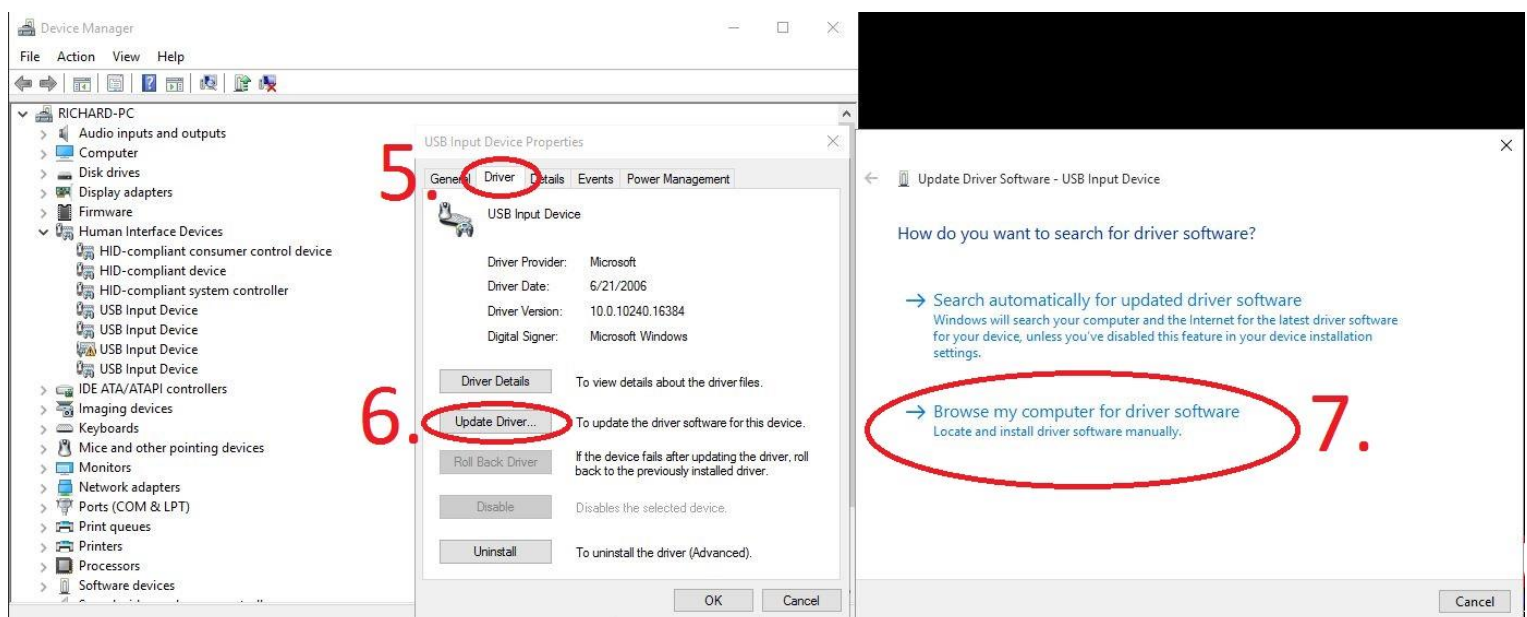 Device Manager
File Action View Help
RICHARD-PC
Audio inputs and outputs
Computer
Disk drives
Display adapters
Firmware
Human Interface Devices
HID-compliant consumer control device
HID-compliant device
HID-compliant system controller
USB Input Device
USB Input Device
USB Input Device
USB Input Device
IDE ATA/ATAPI controllers
Imaging devices
Keyboards
Mice and other pointing devices
Monitors
Network adapters
Ports (COM & LPT)
Print queues
Printers
Processors
Software devices
USB Input Device Properties
5.
General Driver Details Events Power Management
USB Input Device
Driver Provider: Microsoft
Driver Date: 6/21/2006
Driver Version: 10.0.10240.16384
Digital Signer: Microsoft Windows
Driver Details To view details about the driver files.
6.
Update Driver... To update the driver software for this device.
Roll Back Driver If the device fails after updating the driver, roll
back to the previously installed driver.
Disable Disables the selected device.
Uninstall To uninstall the driver (Advanced).
OK Cancel
Update Driver Software - USB Input Device
How do you want to search for driver software?
Search automatically for updated driver software
Windows will search your computer and the Internet for the latest driver software
for your device, unless you've disabled this feature in your device installation
settings.
Browse my computer for driver software
Locate and install driver software manually.
7.
Cancel